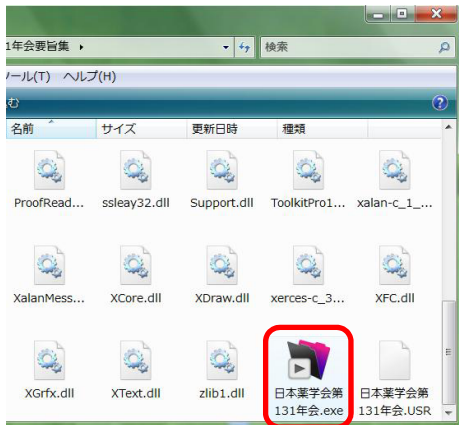 1年会要旨集
検索
ール(T) ヘルプ(H)
む
名前 サイズ 更新日時 種類
ProofRead... ssleay32.dll Support.dll ToolkitPro1... xalan-c_1_...
XalanMess... XCore.dll XDraw.dll xerces-c_3... XFC.dll
XGrfx.dll XText.dll zlib1.dll 日本薬学会第 日本薬学会第
131年会.exe 131年会.USR